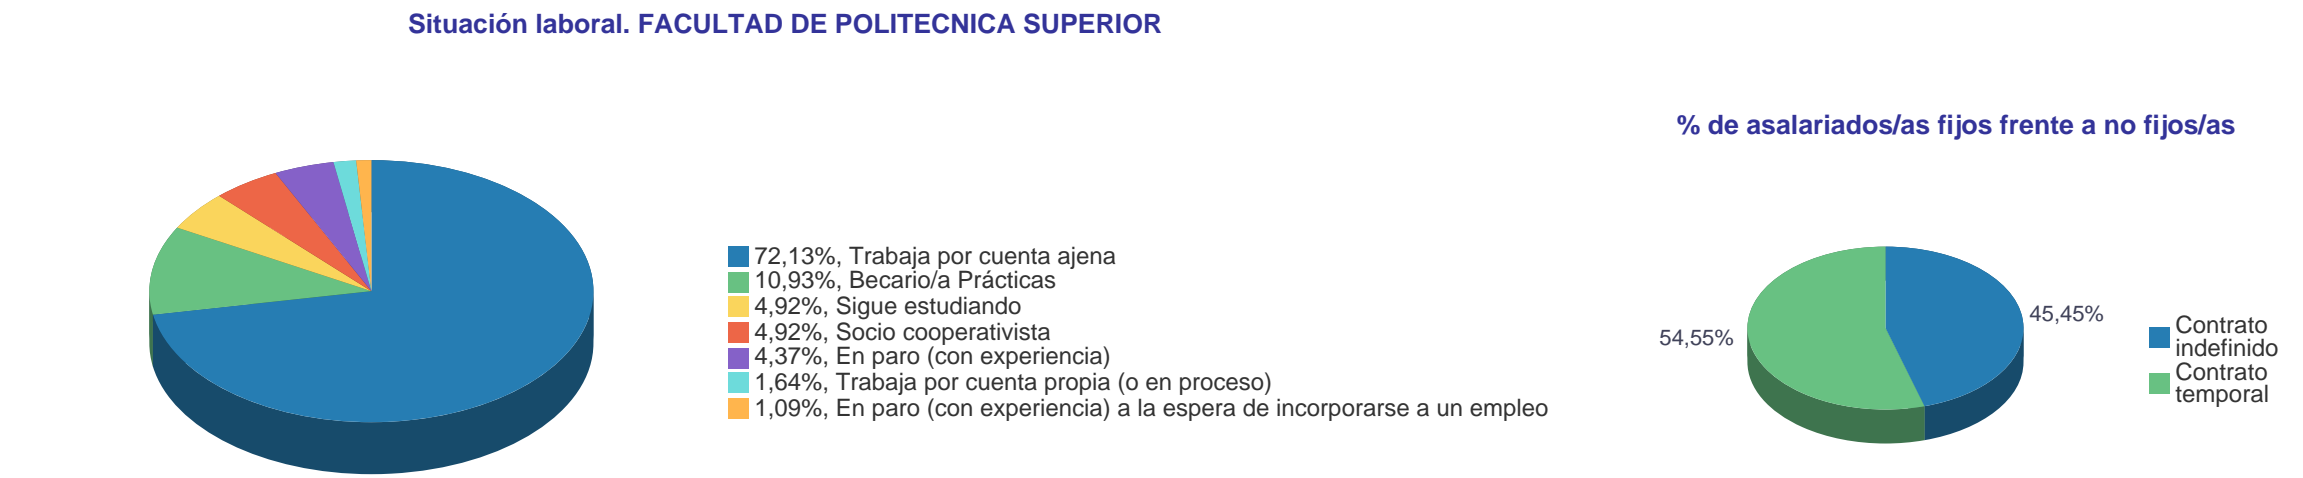 Situación laboral. FACULTAD DE POLITECNICA SUPERIOR
% de asalariados/as fijos frente a no fijos/as
72,13%, Trabaja por cuenta ajena
10,93%, Becario/a Prácticas
4,92%, Sigue estudiando
4,92%, Socio cooperativista
4,37%, En paro (con experiencia)
1,64%, Trabaja por cuenta propia (o en proceso)
1,09%, En paro (con experiencia) a la espera de incorporarse a un empleo
54,55%
45,45%
Contrato
indefinido
Contrato
temporal